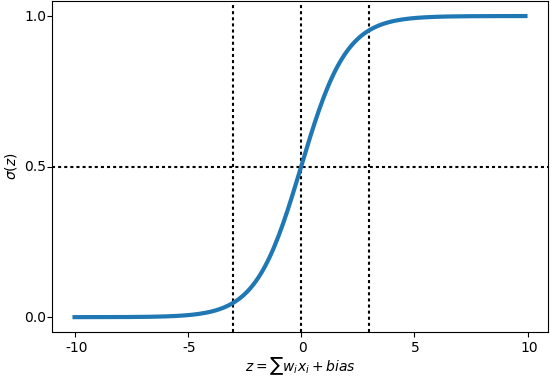 1.0
0.5
0.0
σ(z)
-10 -5 0 5 10
z = ∑ wᵢxᵢ + bias